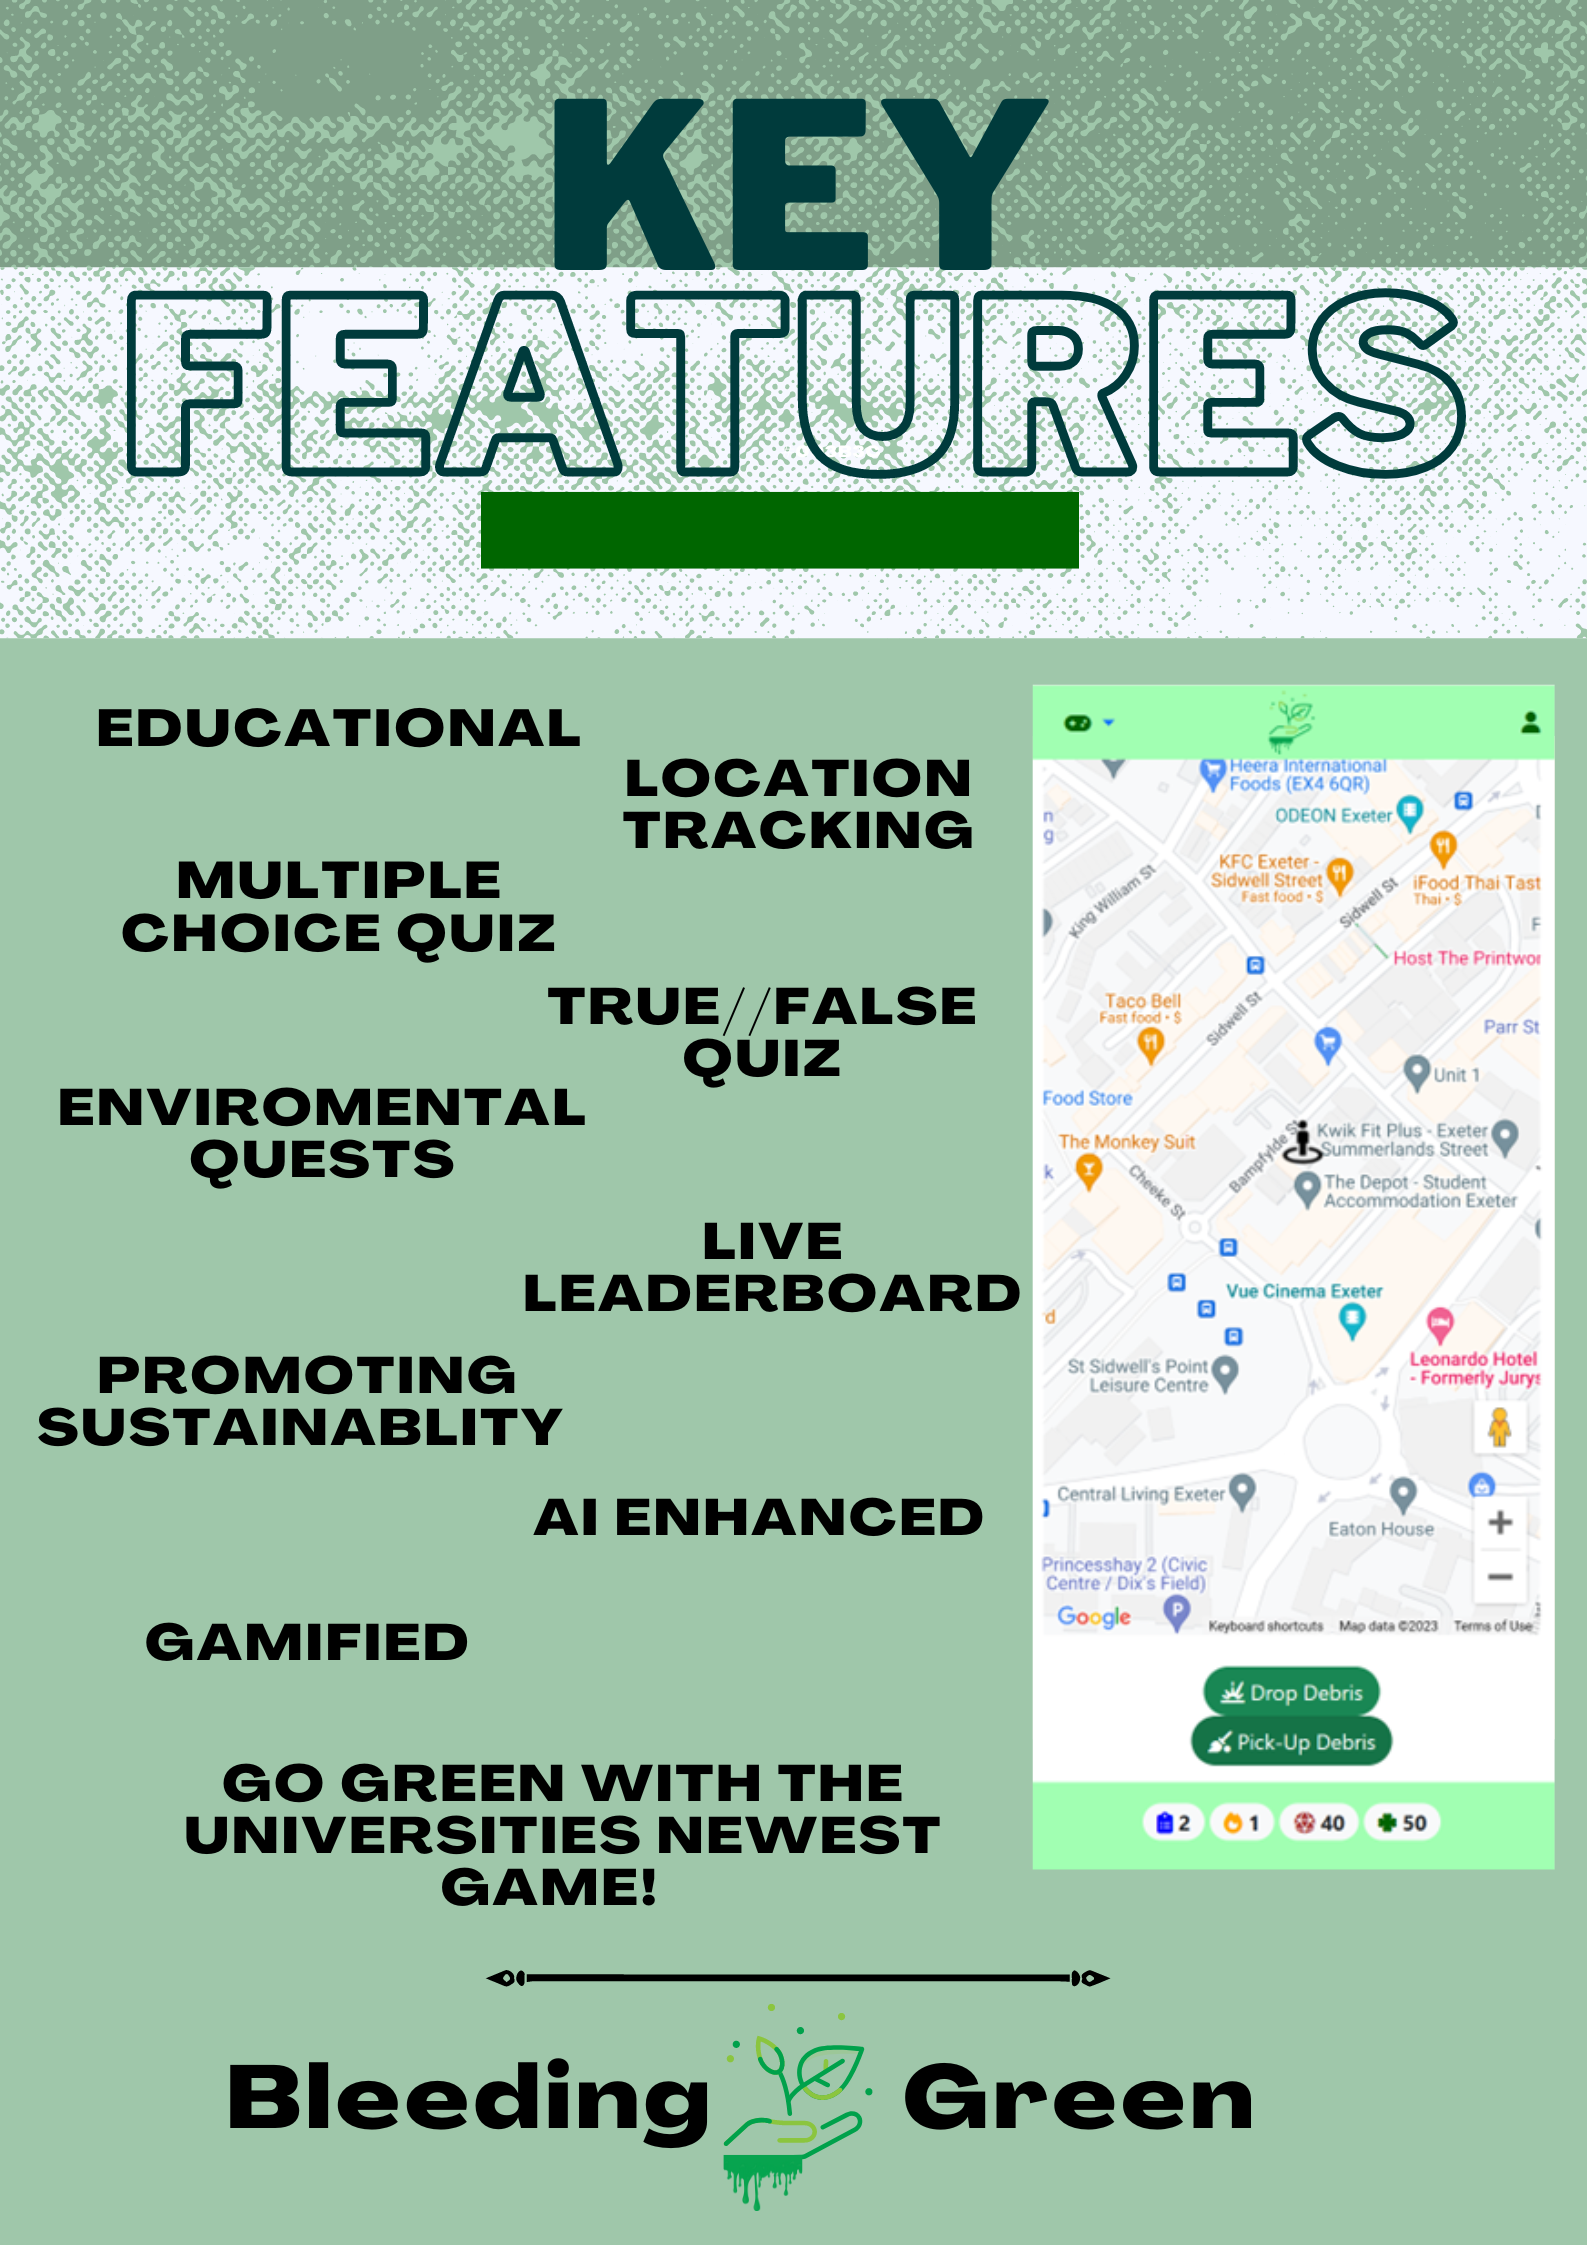 KEY
FEATURES
EDUCATIONAL
LOCATION
TRACKING
MULTIPLE
CHOICE QUIZ
TRUE//FALSE
QUIZ
ENVIROMENTAL
QUESTS
LIVE
LEADERBOARD
PROMOTING
SUSTAINABLITY
AI ENHANCED
GAMIFIED
GO GREEN WITH THE
UNIVERSITIES NEWEST
GAME!
Heera International
Foods (EX4 6QR)
ODEON Exeter
KFC Exeter -
Sidwell Street
Fast food • $
iFood Thai Tast
Thai • $
King William St
Sidwell St
Host The Printwor
Taco Bell
Fast food • $
Sidwell St
Parr St
Unit 1
Food Store
The Monkey Suit
Kwik Fit Plus - Exeter
Summerlands Street
Bampfylde S
Cheeke St
The Depot - Student
Accommodation Exeter
Vue Cinema Exeter
St Sidwell's Point
Leisure Centre
Leonardo Hotel
- Formerly Jurys
Central Living Exeter
Eaton House
Princesshay 2 (Civic
Centre / Dix's Field)
Google
Keyboard shortcuts Map data ©2023 Terms of Use
Drop Debris
Pick-Up Debris
2 1 40 50
Bleeding Green